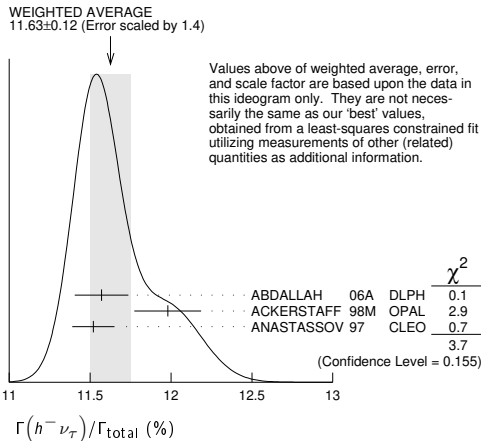 WEIGHTED AVERAGE
11.63±0.12 (Error scaled by 1.4)
Values above of weighted average, error,
and scale factor are based upon the data in
this ideogram only. They are not neces-
sarily the same as our ‘best’ values,
obtained from a least-squares constrained fit
utilizing measurements of other (related)
quantities as additional information.
χ²
ABDALLAH 06A DLPH 0.1
ACKERSTAFF 98M OPAL 2.9
ANASTASSOV 97 CLEO 0.7
3.7
(Confidence Level = 0.155)
11 11.5 12 12.5 13
Γ(h⁻ ν_τ)/Γ_total (%)